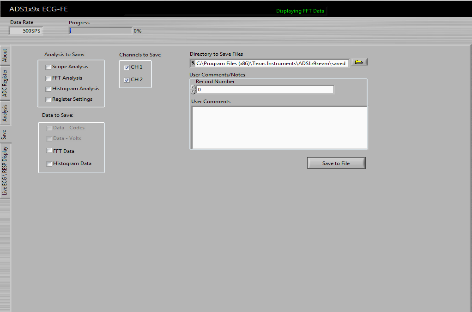 ADS1x9x ECG-FE
Displaying FFT Data
Data Rate
500SPS
Progress
0%
About
ADC Register
Analysis
Save
Live ECG\RESP Display
Analysis to Save:
Scope Analysis
FFT Analysis
Histogram Analysis
Register Settings
Channels to Save
CH 1
CH 2
Data to Save:
Data - Codes
Data - Volts
FFT Data
Histogram Data
Directory to Save Files
C:\Program Files (x86)\Texas Instruments\ADS1x9xevm\saved
User Comments/Notes:
Record Number
0
User Comments
Save to File